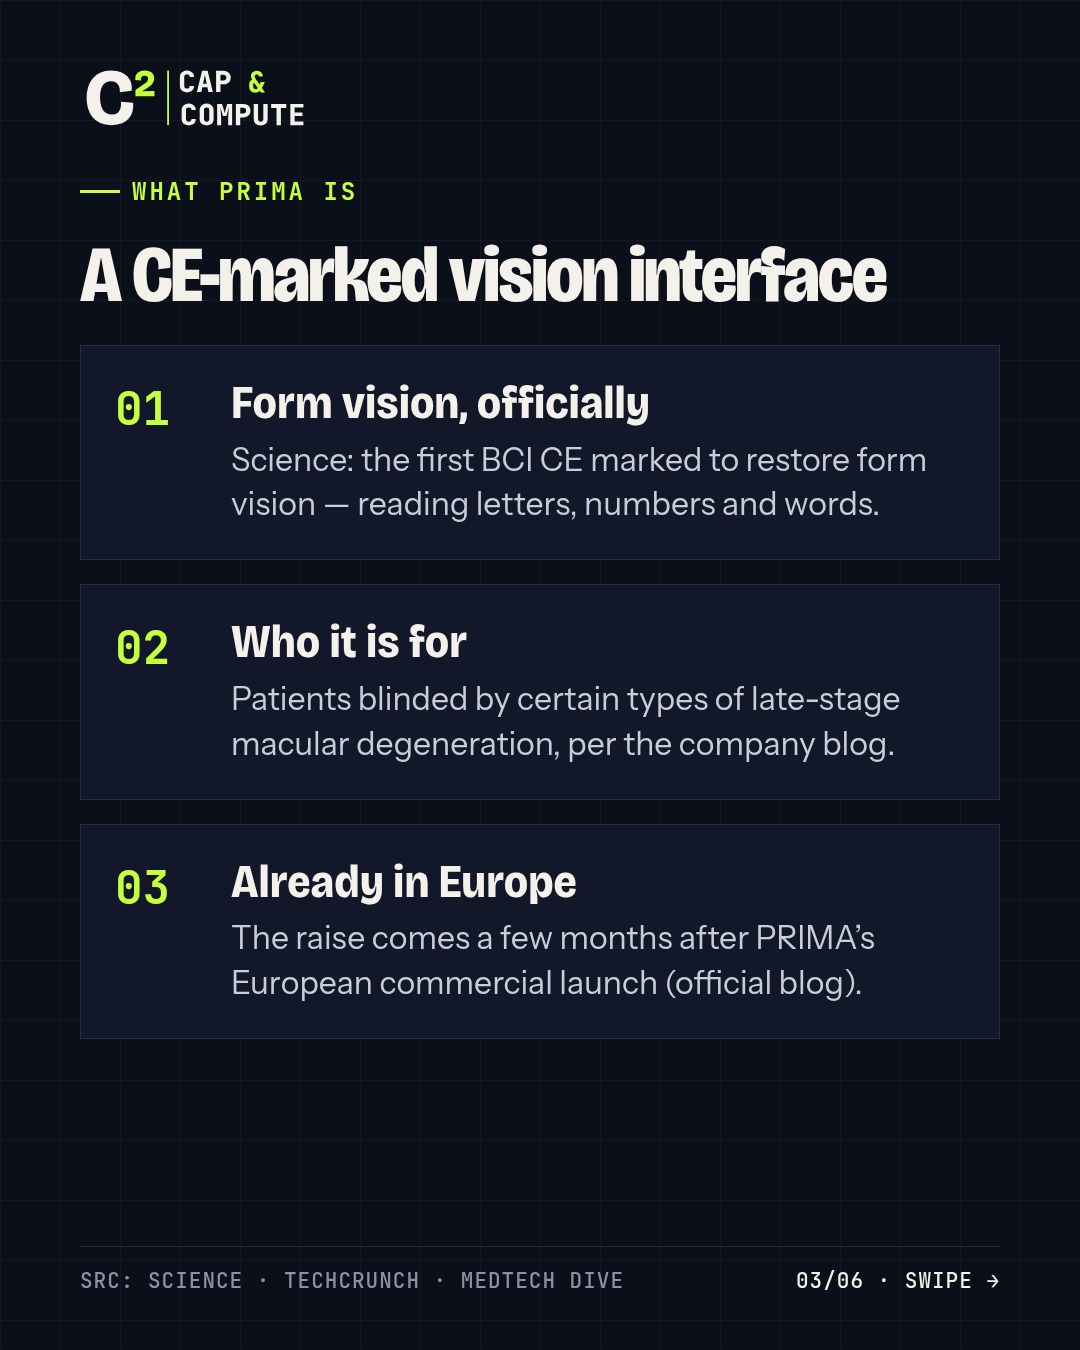 C² CAP &
COMPUTE
WHAT PRIMA IS
A CE-marked vision interface
01 Form vision, officially
Science: the first BCI CE marked to restore form
vision — reading letters, numbers and words.
02 Who it is for
Patients blinded by certain types of late-stage
macular degeneration, per the company blog.
03 Already in Europe
The raise comes a few months after PRIMA’s
European commercial launch (official blog).
SRC: SCIENCE · TECHCRUNCH · MEDTECH DIVE 03/06 · SWIPE →